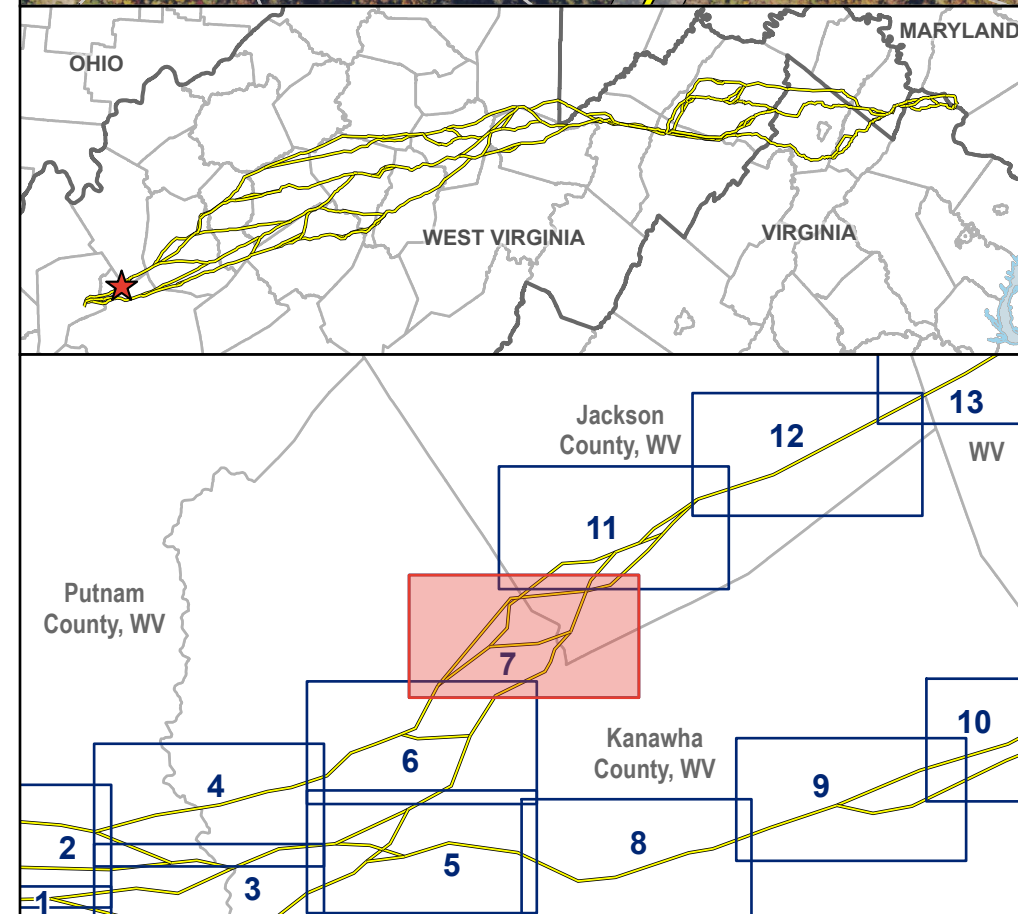 MARYLAND
OHIO
WEST VIRGINIA
VIRGINIA
13
Jackson
County, WV
12
WV
11
Putnam
County, WV
7
10
Kanawha
County, WV
6
9
4
8
2
5
3
1